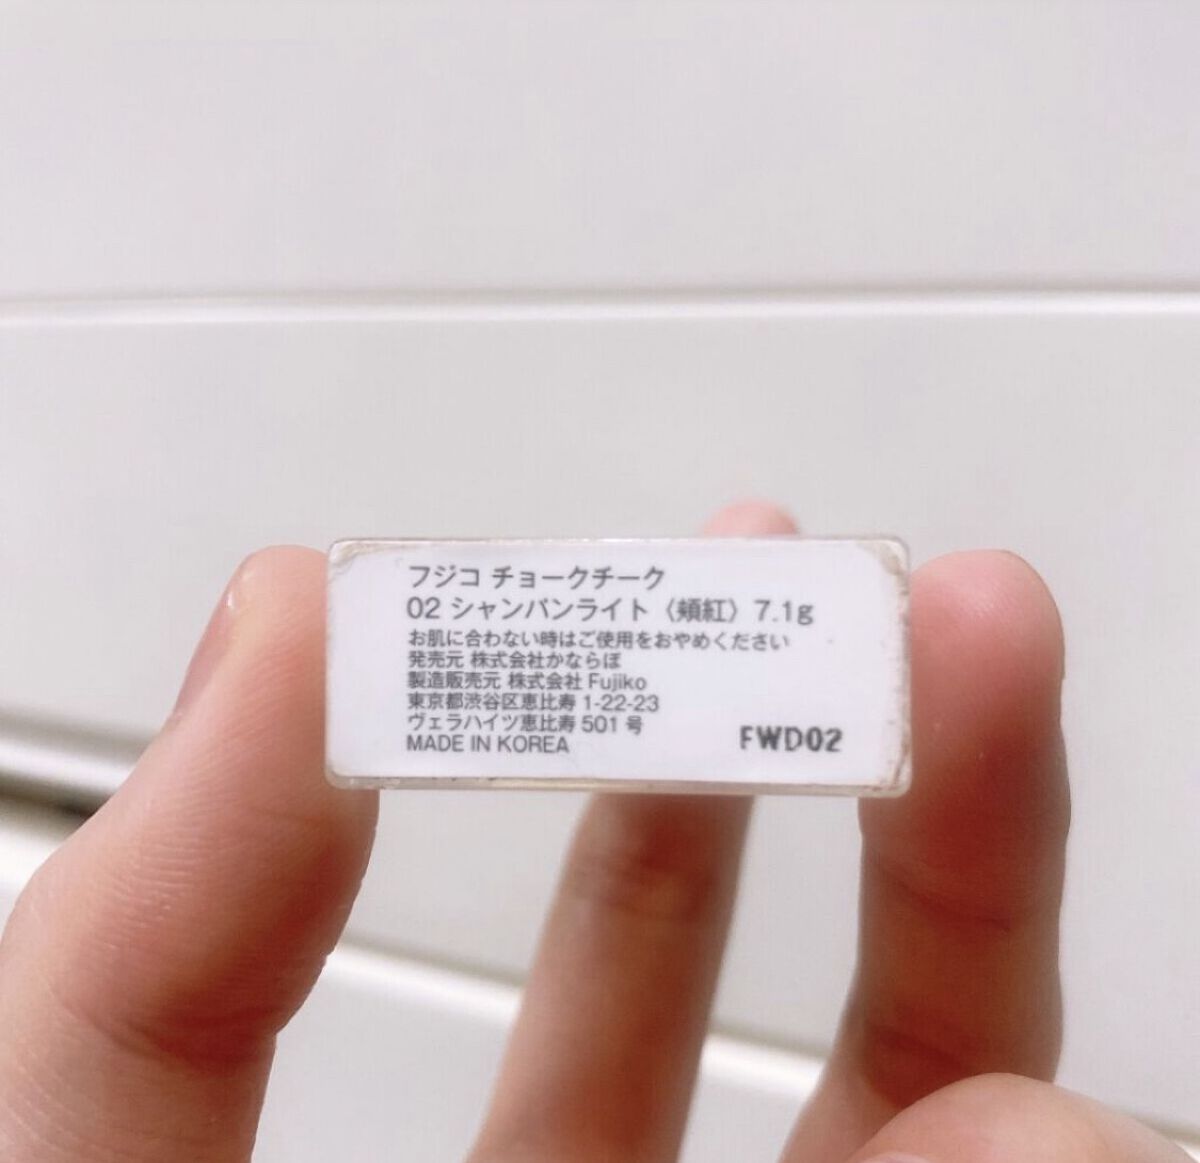 フジコ チョークチーク
02 シャンパンライト〈頬紅〉7.1g
お肌に合わない時はご使用をおやめください
発売元 株式会社かならぼ
製造販売元 株式会社 Fujiko
東京都渋谷区恵比寿 1-22-23
ヴェラハイツ恵比寿 501 号
MADE IN KOREA
FWD02